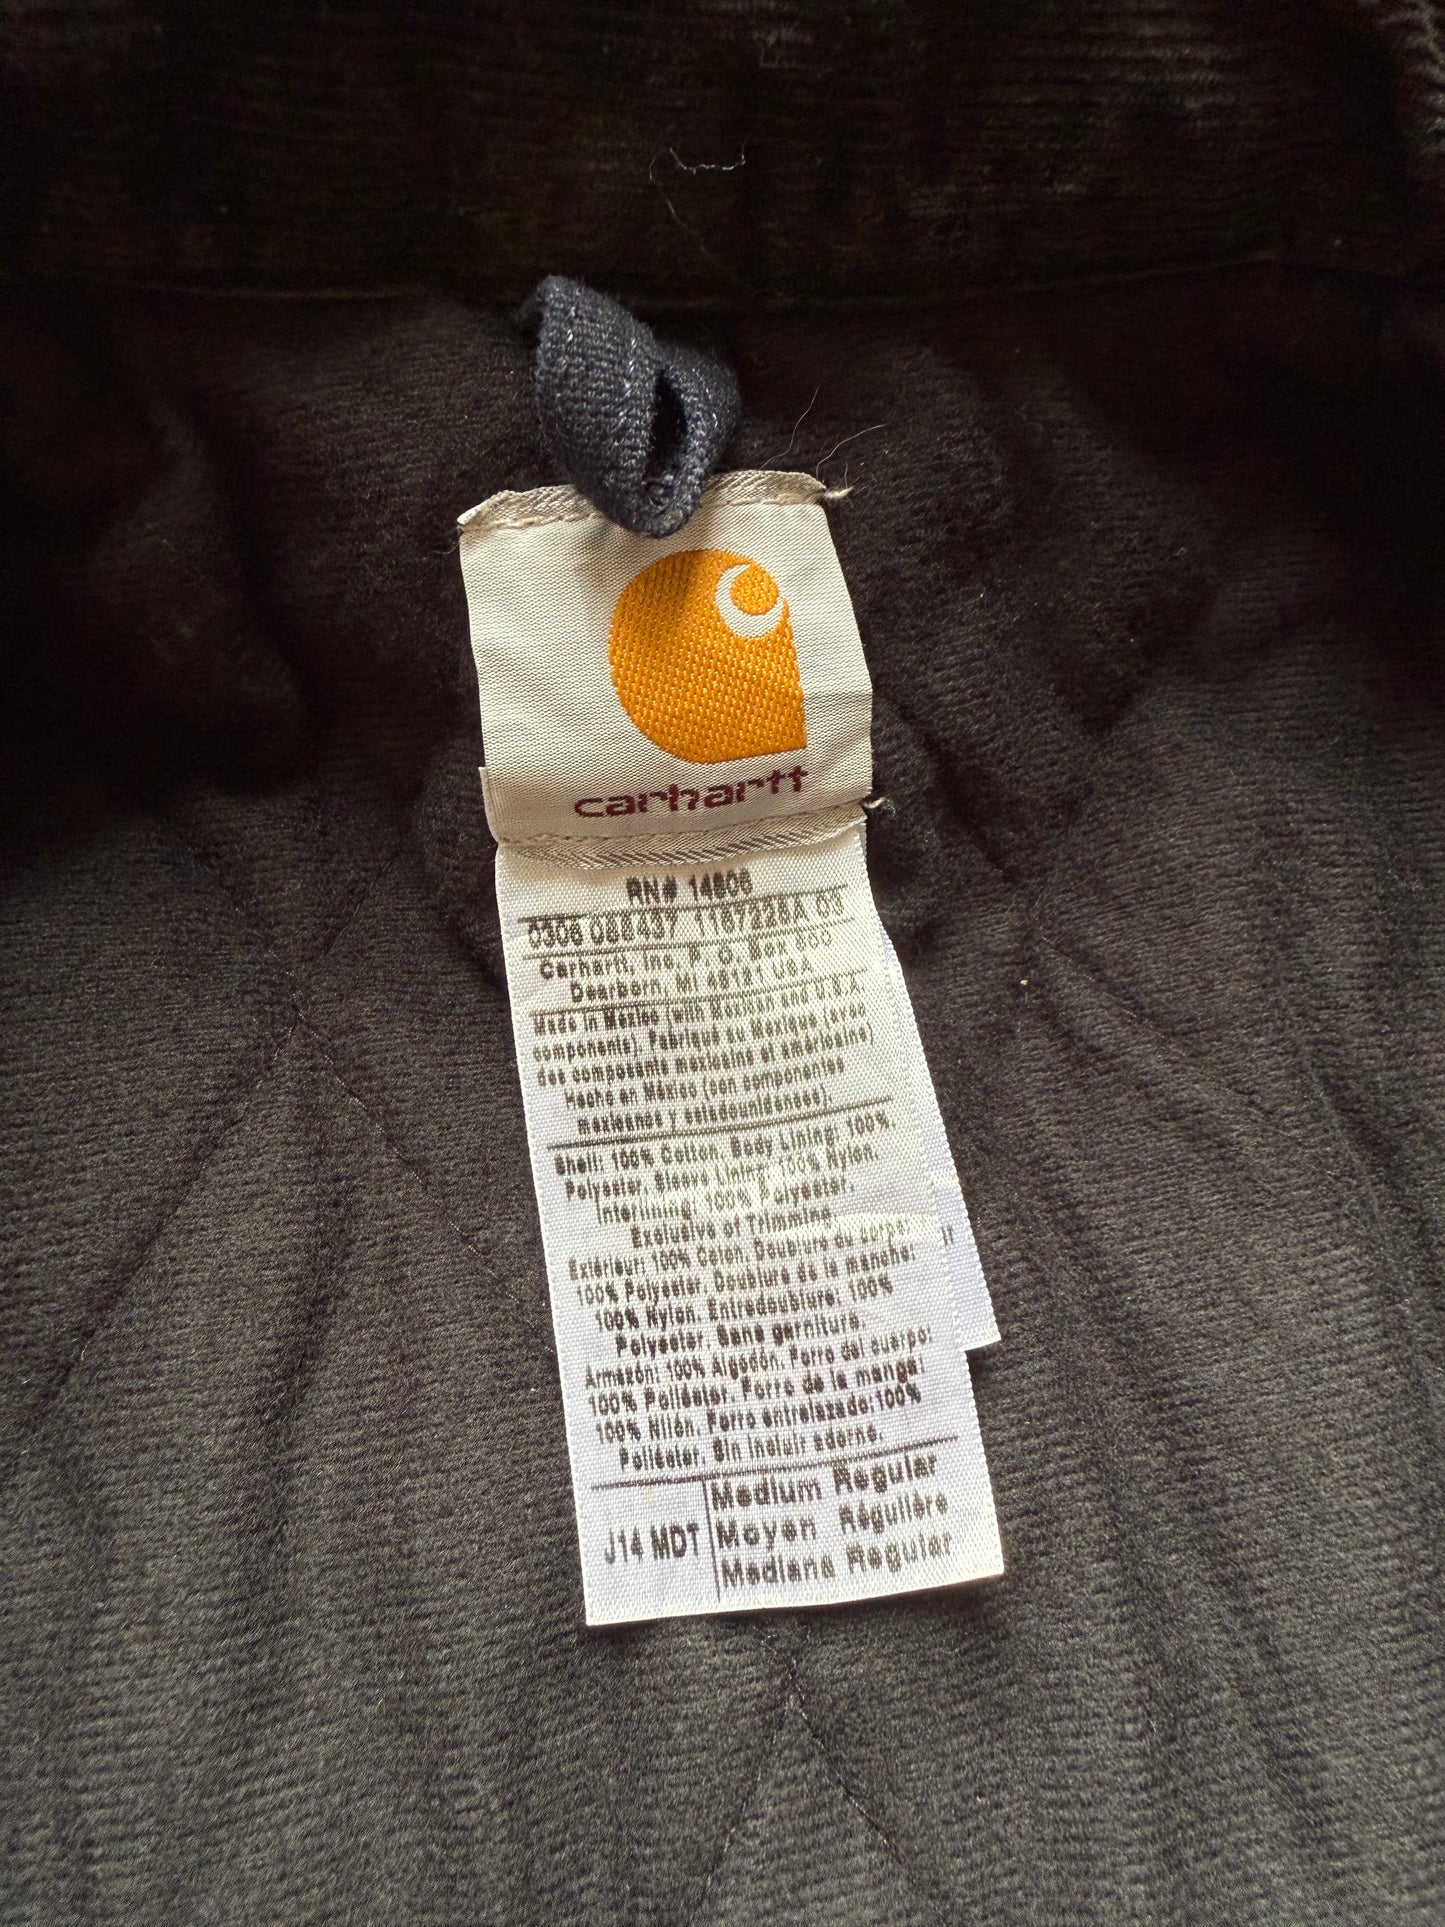 carhartt
RN# 14806
0306 088437 1187228A 03
Carhartt, Inc, P. O. Box 600
Dearborn, MI 48121 USA
Made in Mexico (with Mexican and U.S.A.
components). Fabriqué au Mexique (avec
des composants mexicains et américains)
Hecho en México (con componentes
mexicanos y estadounidenses).
Shell: 100% Cotton. Body Lining: 100%.
Polyester. Sleeve Lining: 100% Nylon.
Interlining: 100% Polyester.
Exclusive of Trimming
Extérieur: 100% Coton. Doublure du corps:
100% Polyester. Doublure de la manche:
100% Nylon. Entredoublure: 100%
Polyester. Sans garniture.
Armazón: 100% Algodón. Forro del cuerpo:
100% Poliéster. Forro de la manga:
100% Nilón. Forro entrelazado:100%
Poliéster. Sin incluir adorno.
J14 MDT
Medium Regular
Moyen Régulière
Mediana Regular